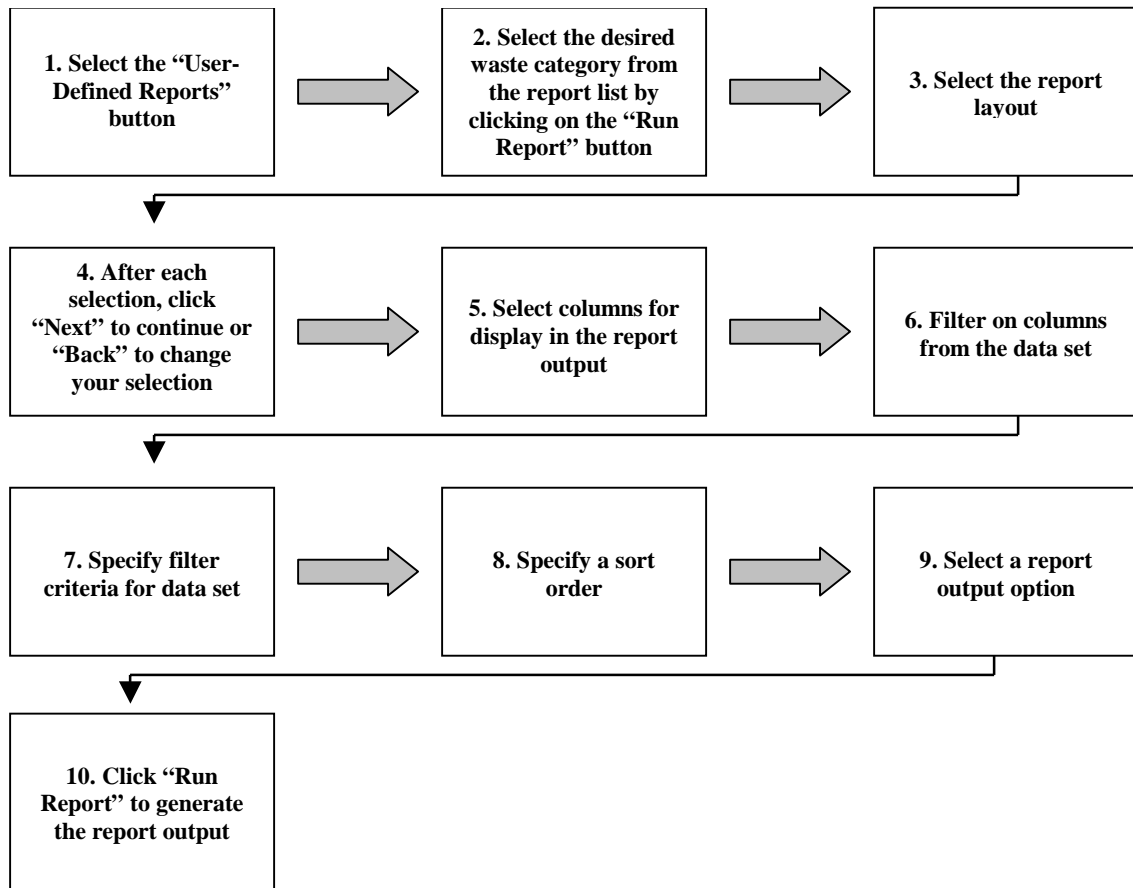 1. Select the “User-
Defined Reports”
button
2. Select the desired
waste category from
the report list by
clicking on the “Run
Report” button
3. Select the report
layout
4. After each
selection, click
“Next” to continue or
“Back” to change
your selection
5. Select columns for
display in the report
output
6. Filter on columns
from the data set
7. Specify filter
criteria for data set
8. Specify a sort
order
9. Select a report
output option
10. Click “Run
Report” to generate
the report output